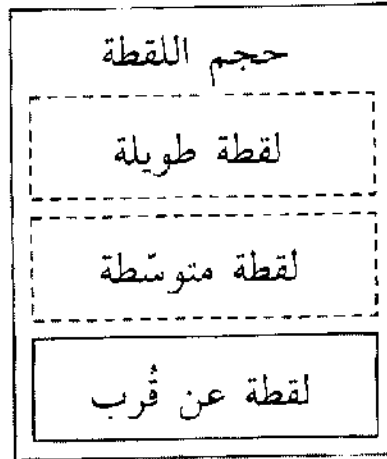 حجم اللقطة
لقطة طويلة
لقطة متوسّطة
لقطة عن قُرب